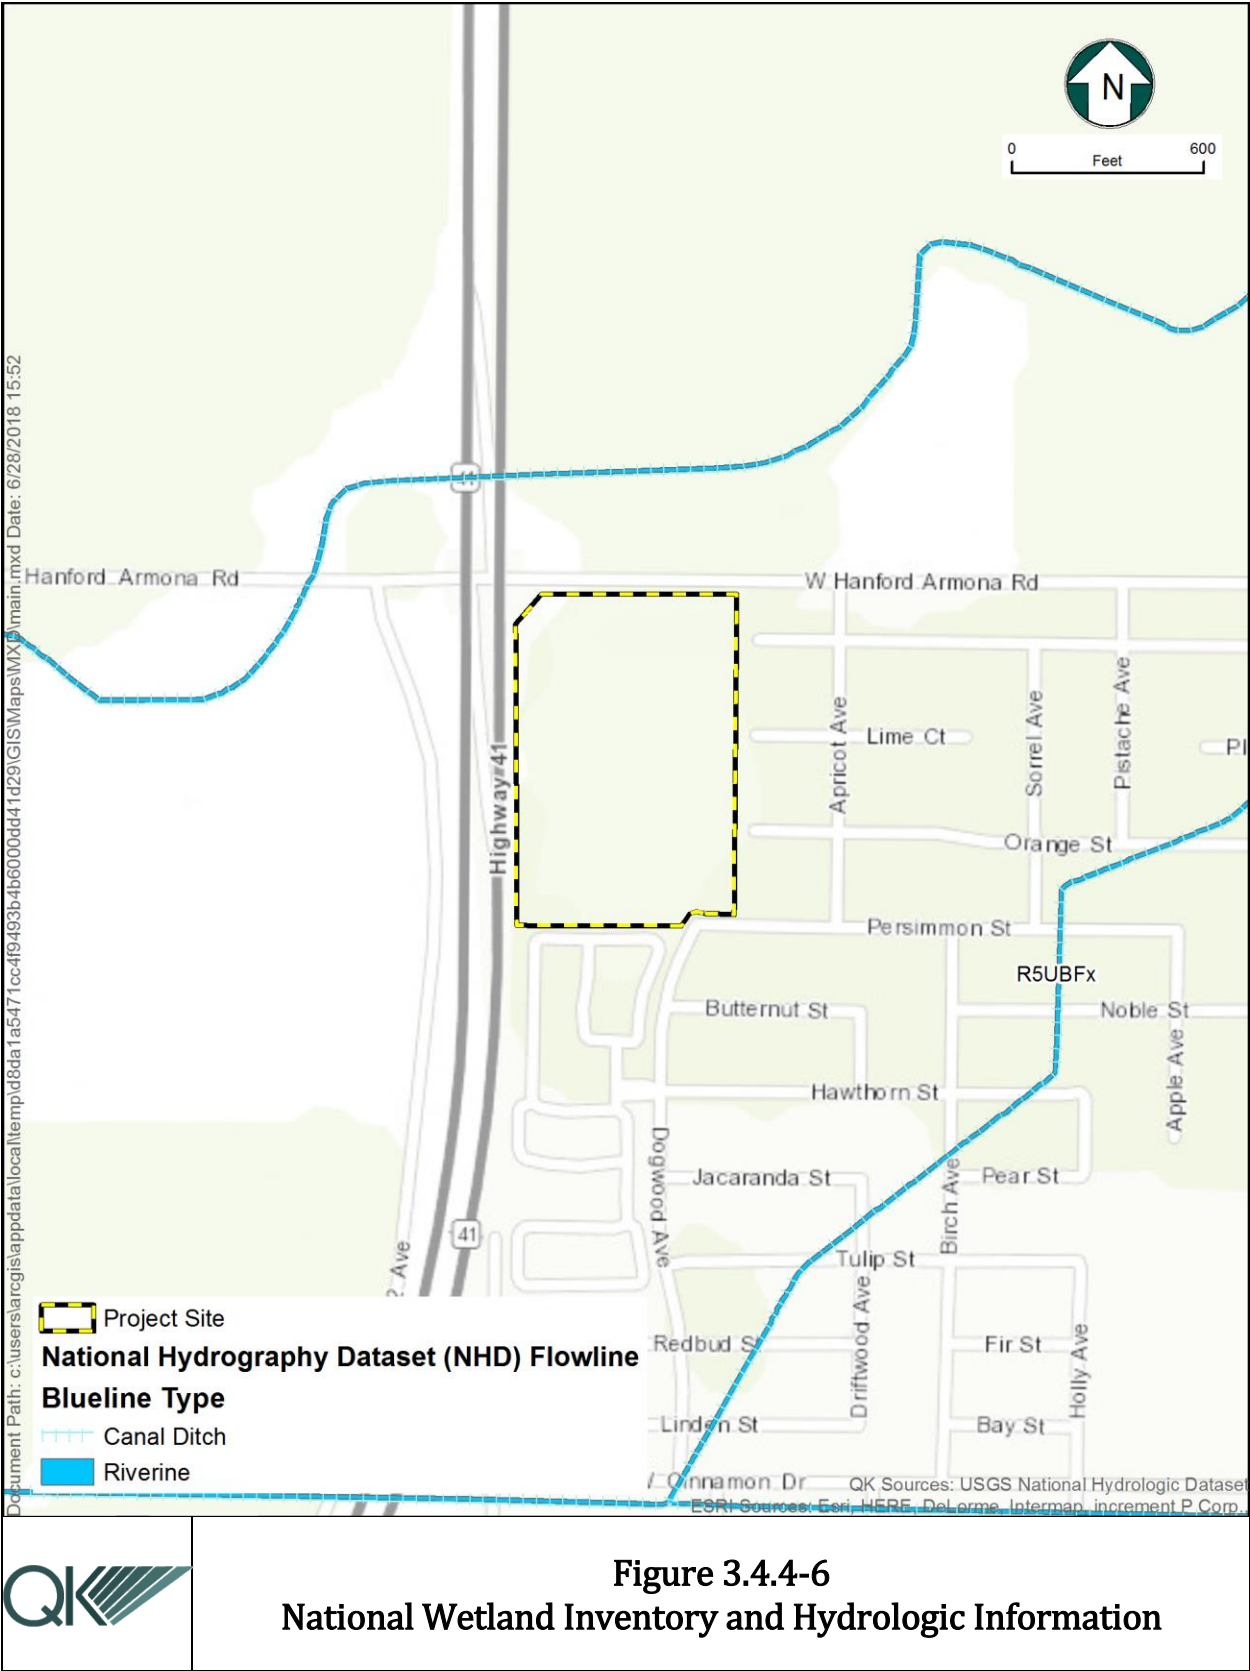 N
0 600
Feet
41
Hanford Armona Rd
W Hanford Armona Rd
Highway 41
Apricot Ave
Lime Ct
Sorrel Ave
Pistache Ave
Pl
Orange St
Persimmon St
R5UBFx
Butternut St
Noble St
Apple Ave
Hawthorn St
Dogwood Ave
Jacaranda St
Birch Ave
Pear St
41
2 Ave
Tulip St
Driftwood Ave
Redbud St
Fir St
Holly Ave
Linden St
Bay St
Cinnamon Dr
Project Site
National Hydrography Dataset (NHD) Flowline
Blueline Type
Canal Ditch
Riverine
QK Sources: USGS National Hydrologic Dataset
ESRI Sources: Esri, HERE, DeLorme, Intermap, increment P Corp.,
Document Path: c:\users\arcgis\appdata\local\temp\d8da1a5471cc4f9493b4b6000dd41d29\GIS\Maps\MXD\main.mxd Date: 6/28/2018 15:52
QK
Figure 3.4.4-6
National Wetland Inventory and Hydrologic Information